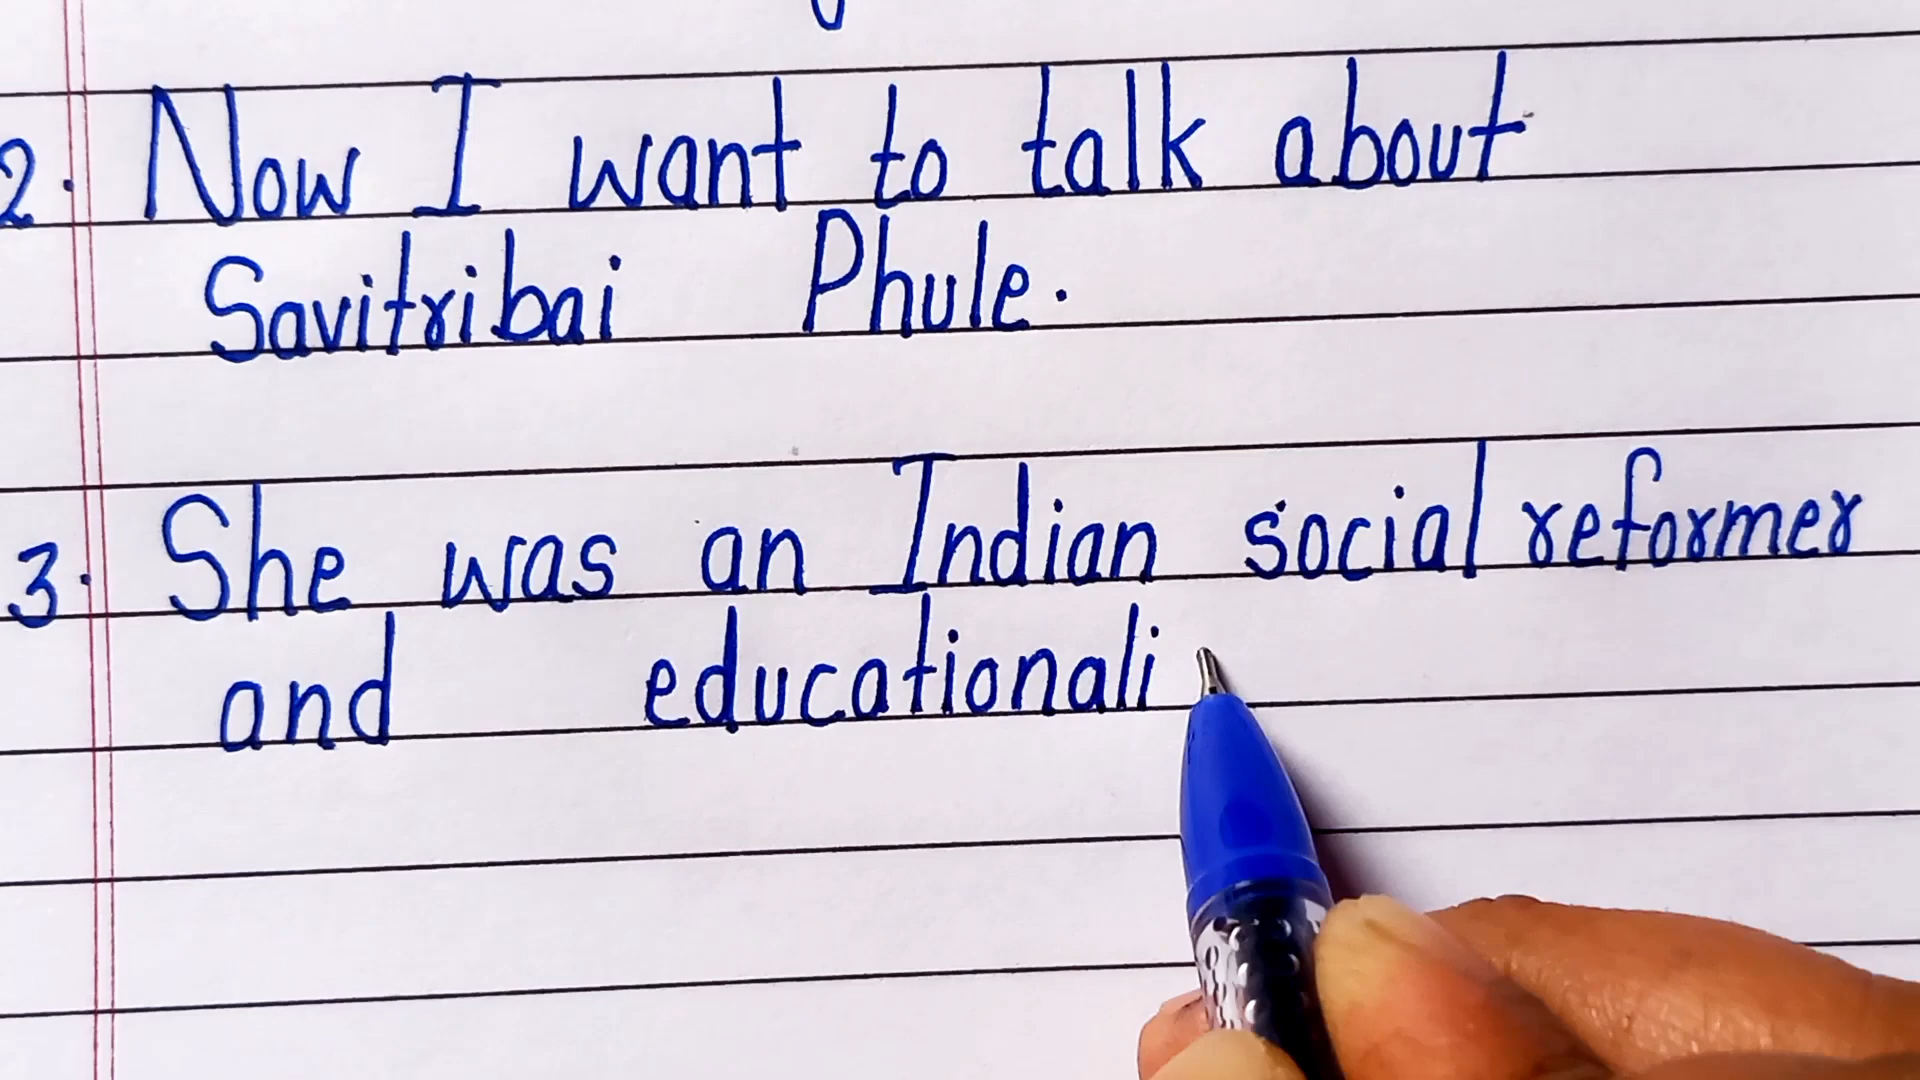 2. Now I want to talk about
Savitribai Phule.
3. She was an Indian social reformer
and educationali